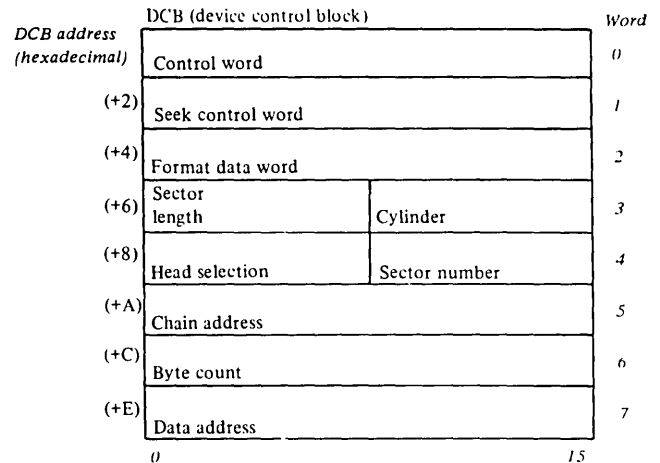 DCB (device control block)
Word
DCB address
(hexadecimal)
Control word
0
(+2)
Seek control word
1
(+4)
Format data word
2
(+6)
Sector
length
Cylinder
3
(+8)
Head selection
Sector number
4
(+A)
Chain address
5
(+C)
Byte count
6
(+E)
Data address
7
0
15